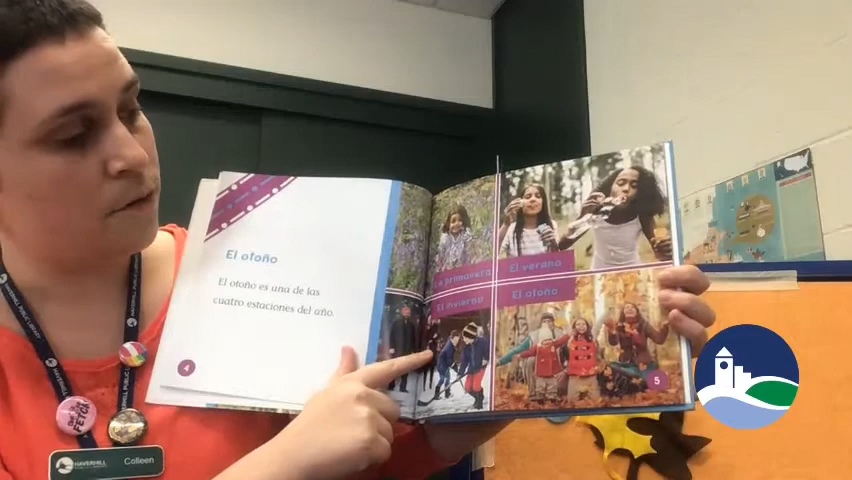 El otoño
El otoño es una de las
cuatro estaciones del año.
4
La primavera
El verano
El invierno
El otoño
5
HAVERHILL
Colleen